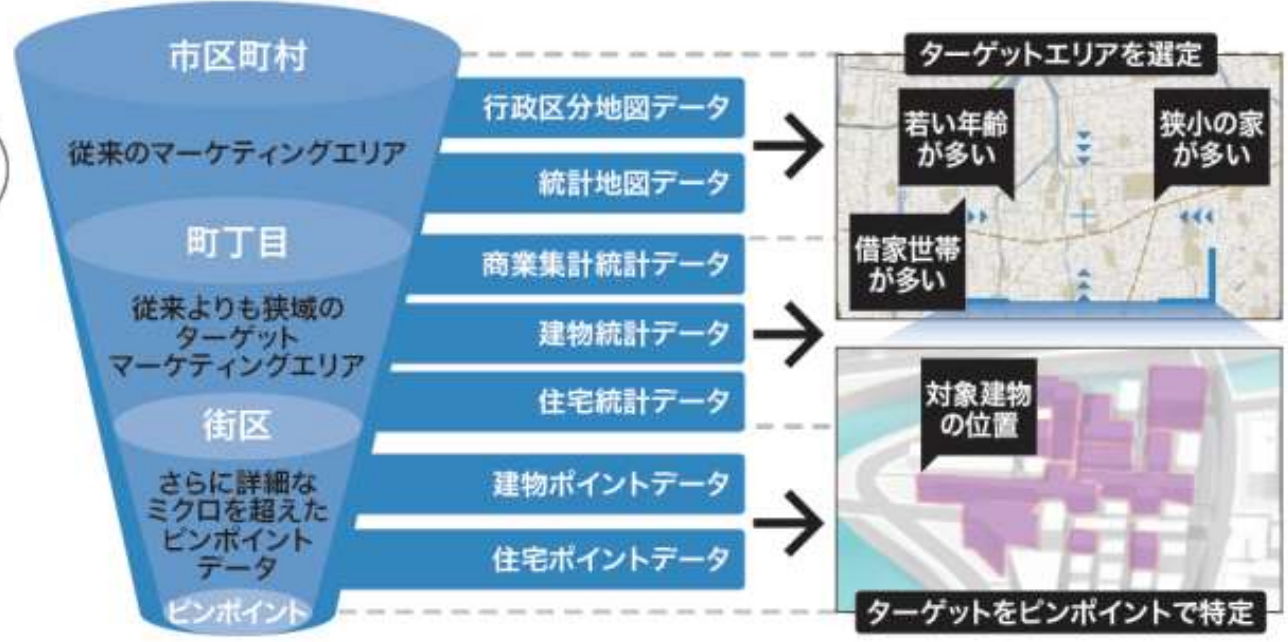 市区町村
従来のマーケティングエリア
町丁目
従来よりも狭域の
ターゲット
マーケティングエリア
街区
さらに詳細な
ミクロを超えた
ピンポイント
データ
ピンポイント
行政区分地図データ
統計地図データ
商業集計統計データ
建物統計データ
住宅統計データ
建物ポイントデータ
住宅ポイントデータ
ターゲットエリアを選定
若い年齢
が多い
狭小の家
が多い
借家世帯
が多い
対象建物
の位置
ターゲットをピンポイントで特定